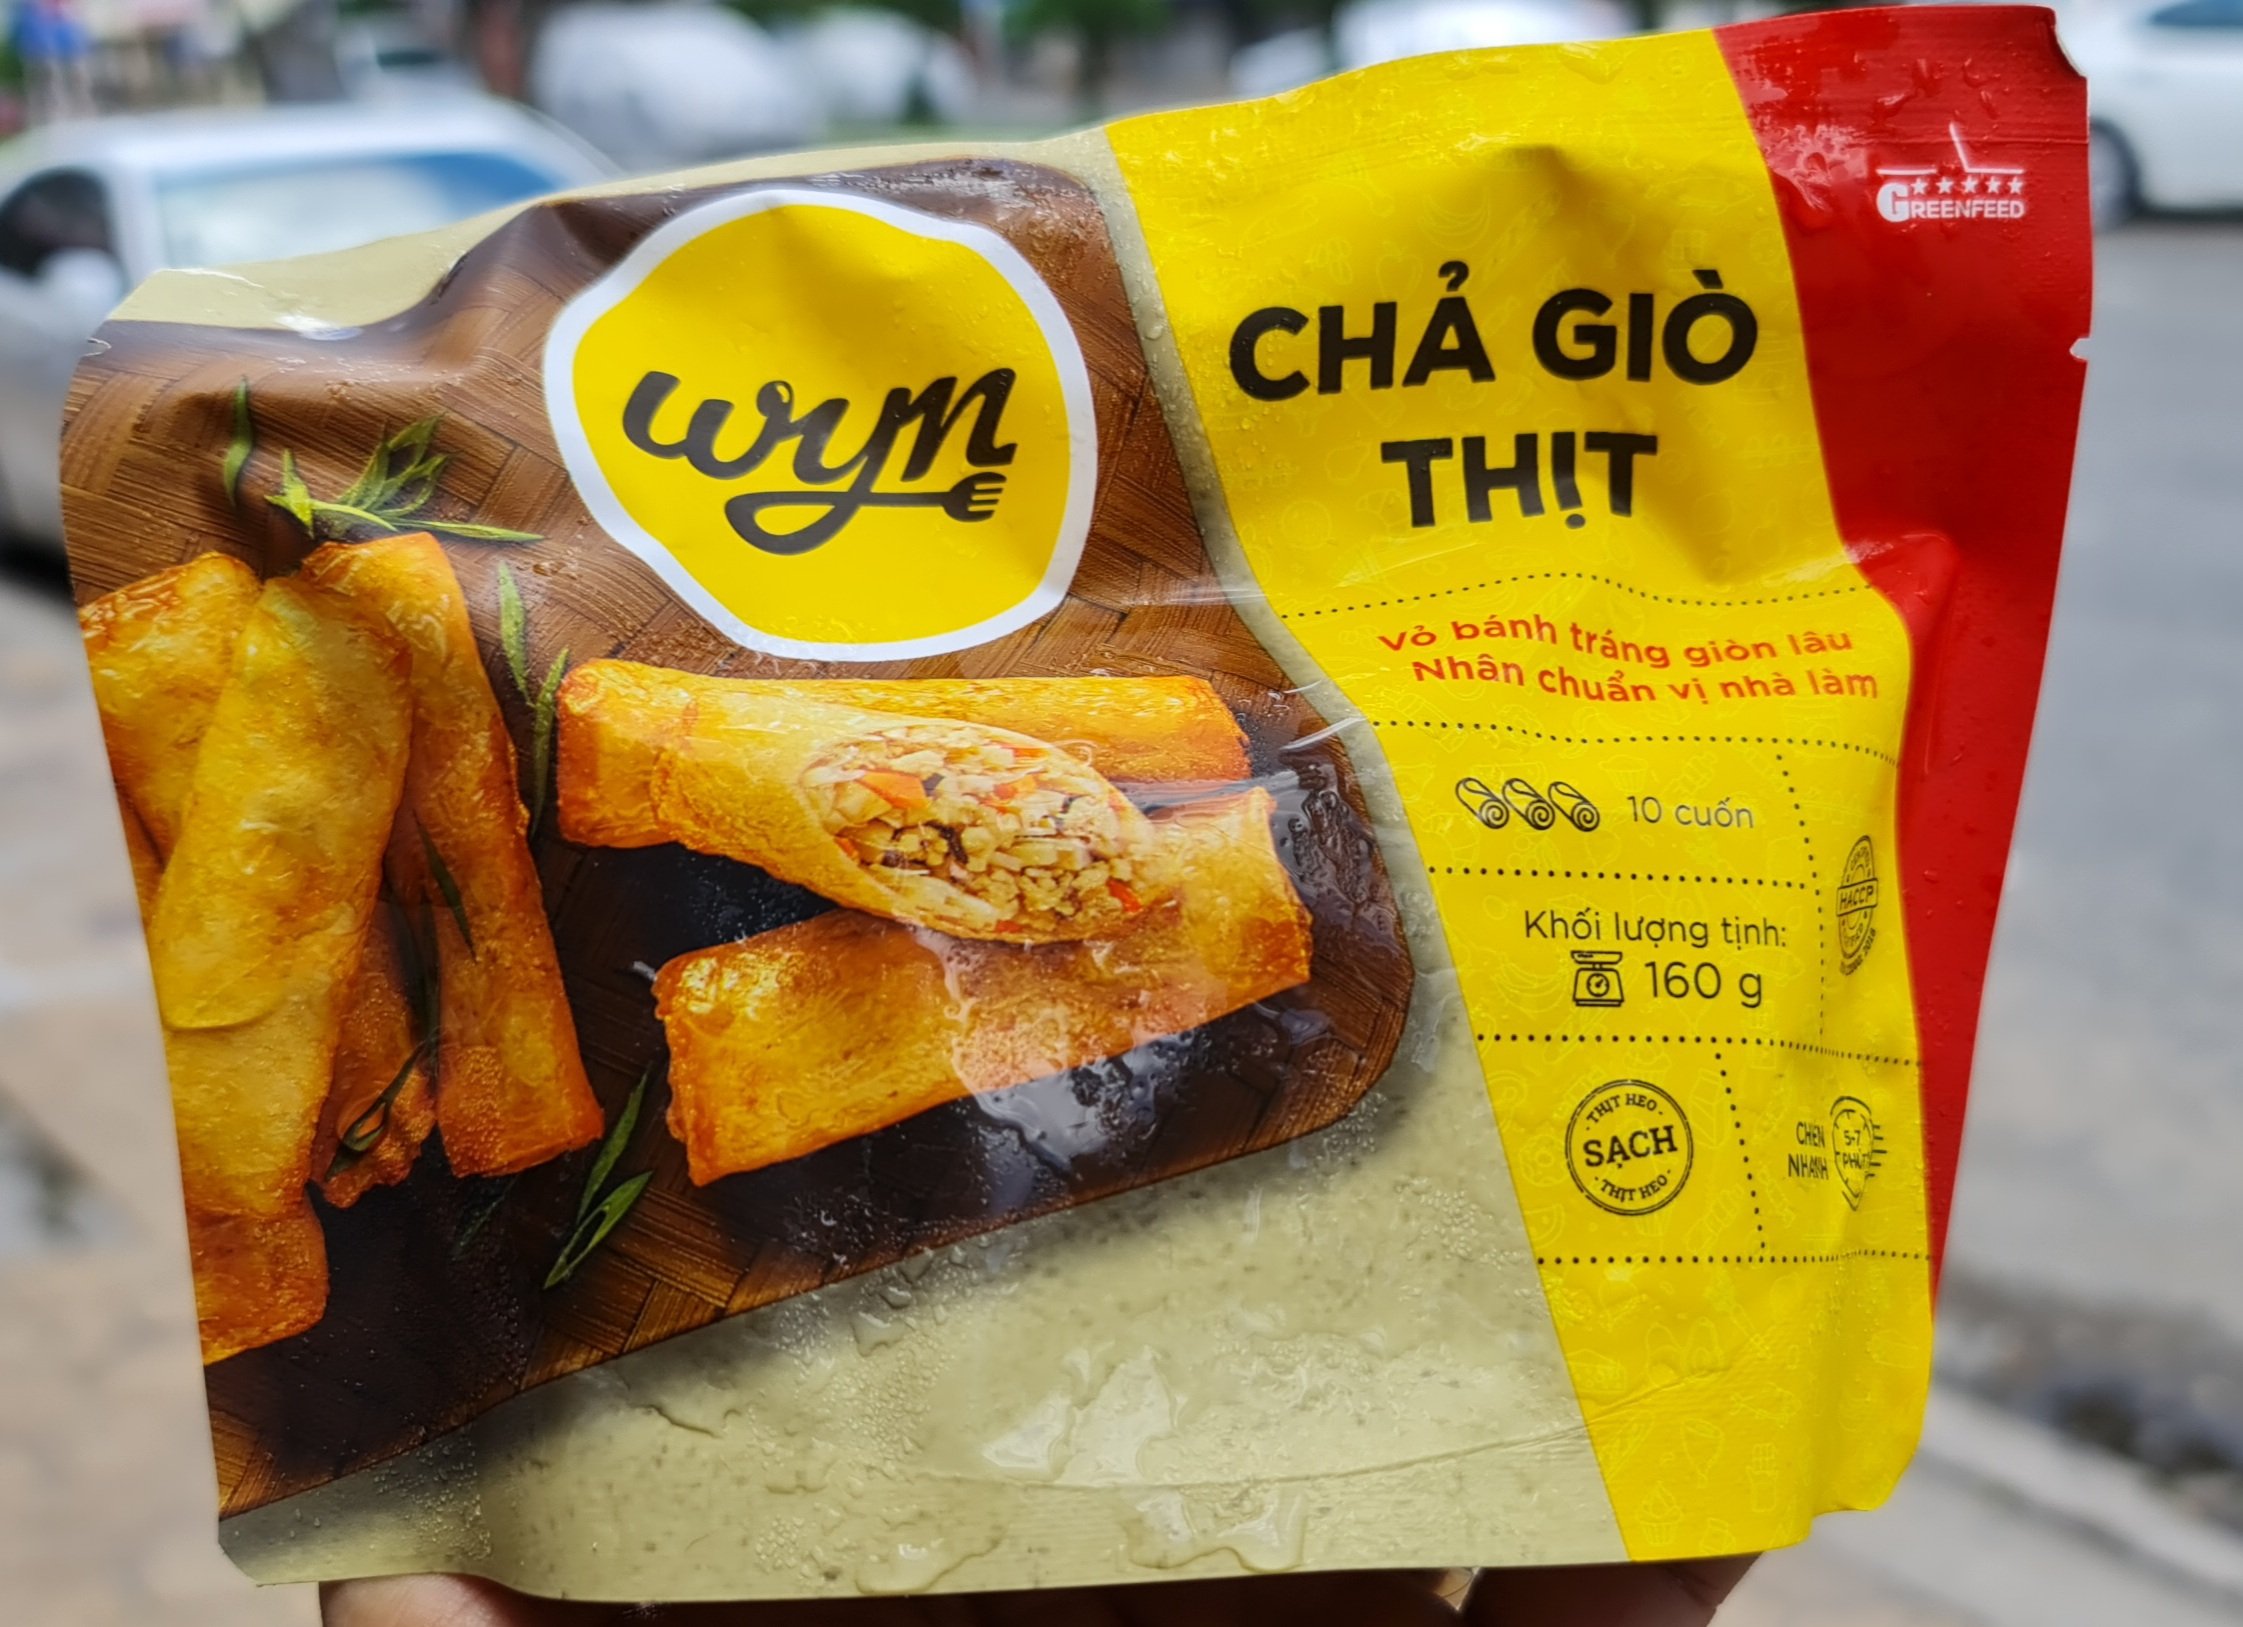 GREENFEED
wyn
CHẢ GIÒ
THỊT
Vỏ bánh tráng giòn lâu
Nhân chuẩn vị nhà làm
10 cuốn
HACCP
Khối lượng tịnh:
160 g
THỊT HEO
SẠCH
THỊT HEO
NHANH
5-7
PHÚT